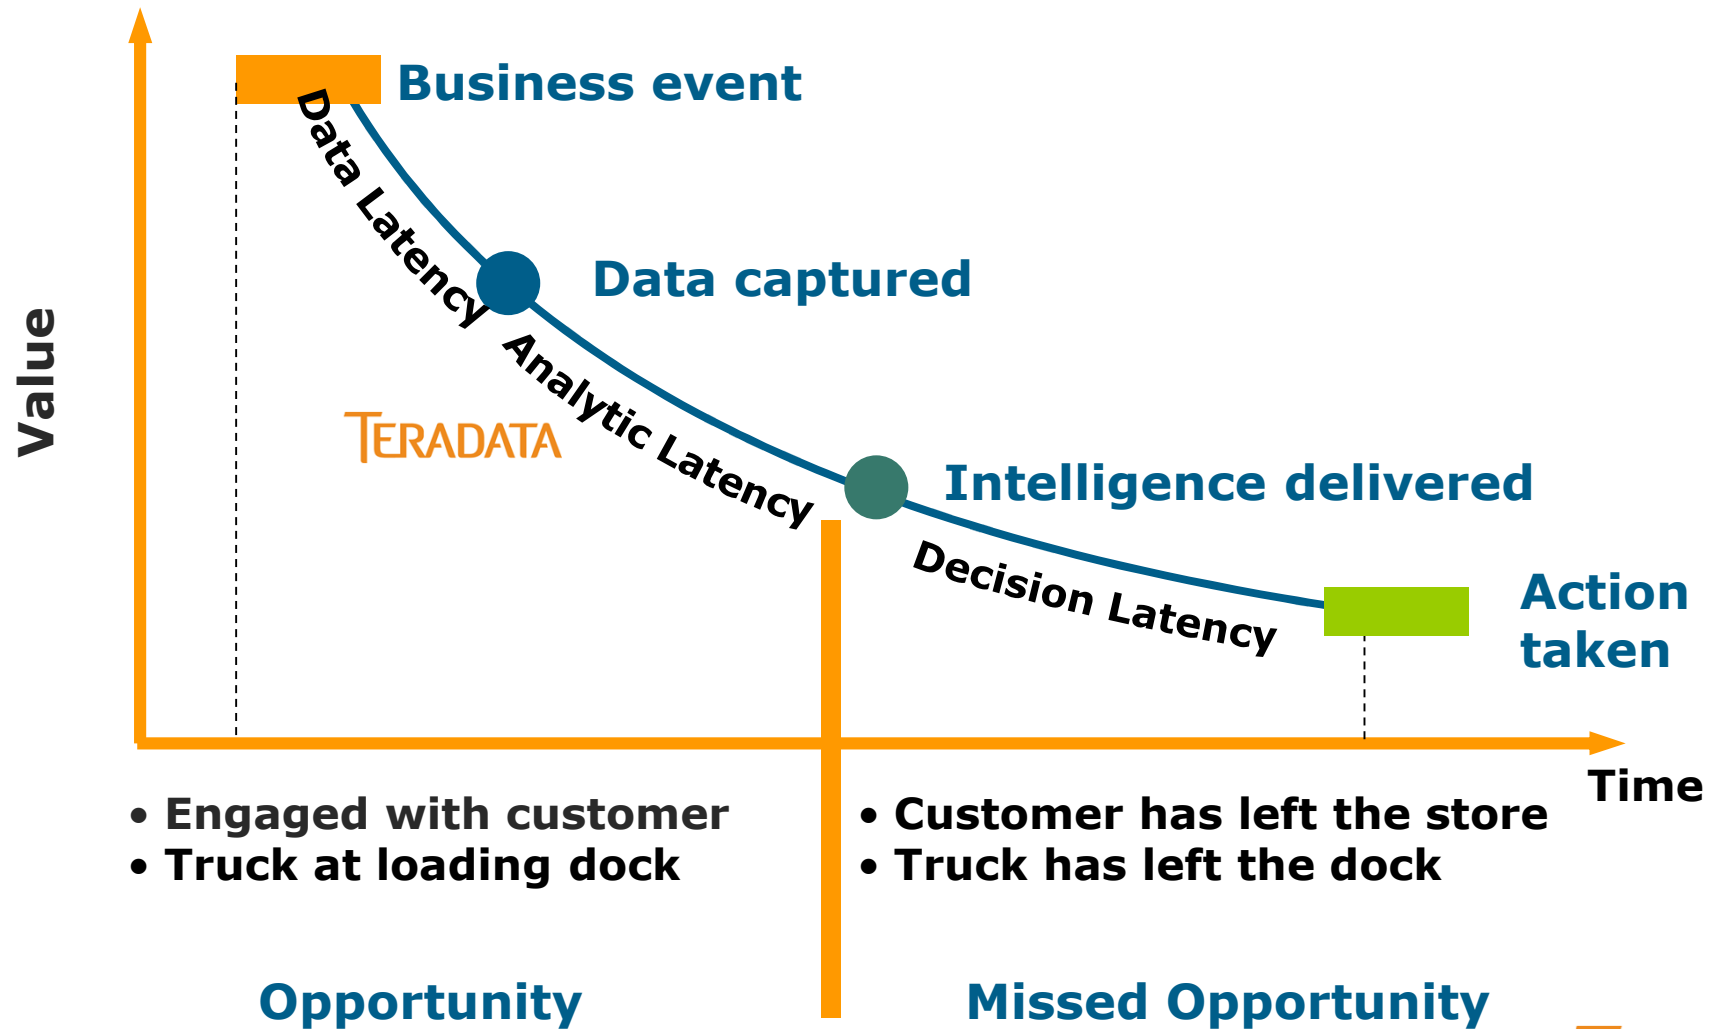 Business event
Data Latency
Data captured
Value
Analytic Latency
TERADATA
Intelligence delivered
Decision Latency
Action
taken
Time
• Engaged with customer
• Truck at loading dock
• Customer has left the store
• Truck has left the dock
Opportunity
Missed Opportunity